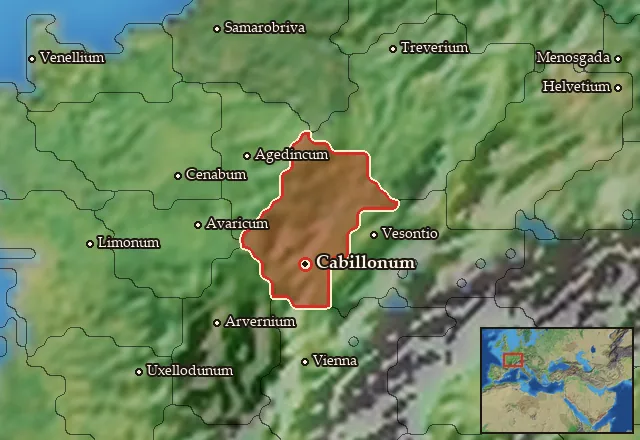 Samarobriva
Venellium
Treverium
Menosgada
Helvetium
Agedincum
Cenabum
Avaricum
Vesontio
Limonum
Cabillonum
Arvernium
Vienna
Uxellodunum